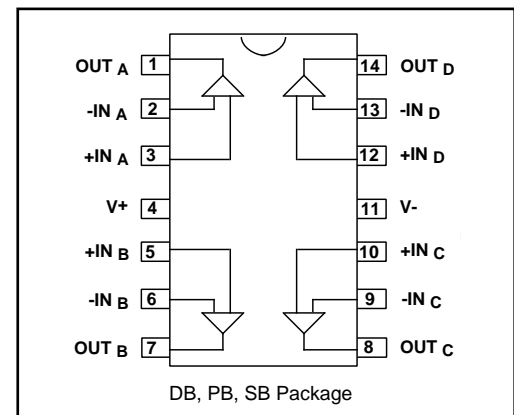 OUT A 1 14 OUT D
-IN A 2 13 -IN D
+IN A 3 12 +IN D
V+ 4 11 V-
+IN B 5 10 +IN C
-IN B 6 9 -IN C
OUT B 7 8 OUT C
DB, PB, SB Package